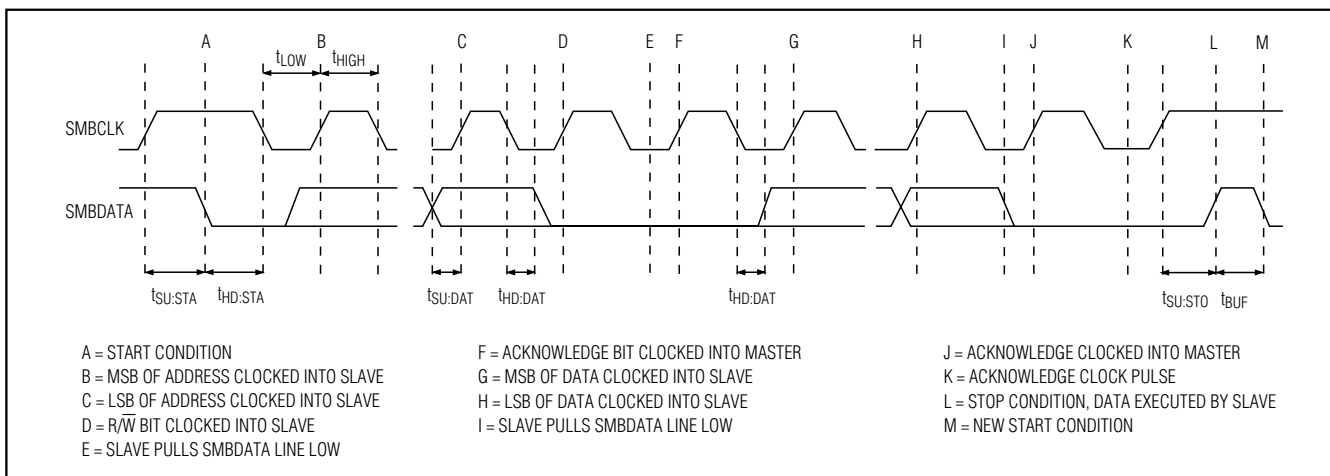 A B C D E F G H I J K L M
tLOW tHIGH
SMBCLK
SMBDATA
tSU:STA tHD:STA tSU:DAT tHD:DAT tHD:DAT tSU:STO tBUF
A = START CONDITION
B = MSB OF ADDRESS CLOCKED INTO SLAVE
C = LSB OF ADDRESS CLOCKED INTO SLAVE
D = R/W̅ BIT CLOCKED INTO SLAVE
E = SLAVE PULLS SMBDATA LINE LOW
F = ACKNOWLEDGE BIT CLOCKED INTO MASTER
G = MSB OF DATA CLOCKED INTO SLAVE
H = LSB OF DATA CLOCKED INTO SLAVE
I = SLAVE PULLS SMBDATA LINE LOW
J = ACKNOWLEDGE CLOCKED INTO MASTER
K = ACKNOWLEDGE CLOCK PULSE
L = STOP CONDITION, DATA EXECUTED BY SLAVE
M = NEW START CONDITION